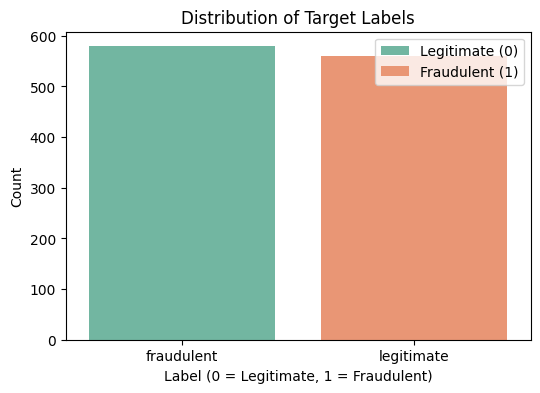 Distribution of Target Labels
Legitimate (0)
Fraudulent (1)
Count
600
500
400
300
200
100
0
fraudulent legitimate
Label (0 = Legitimate, 1 = Fraudulent)